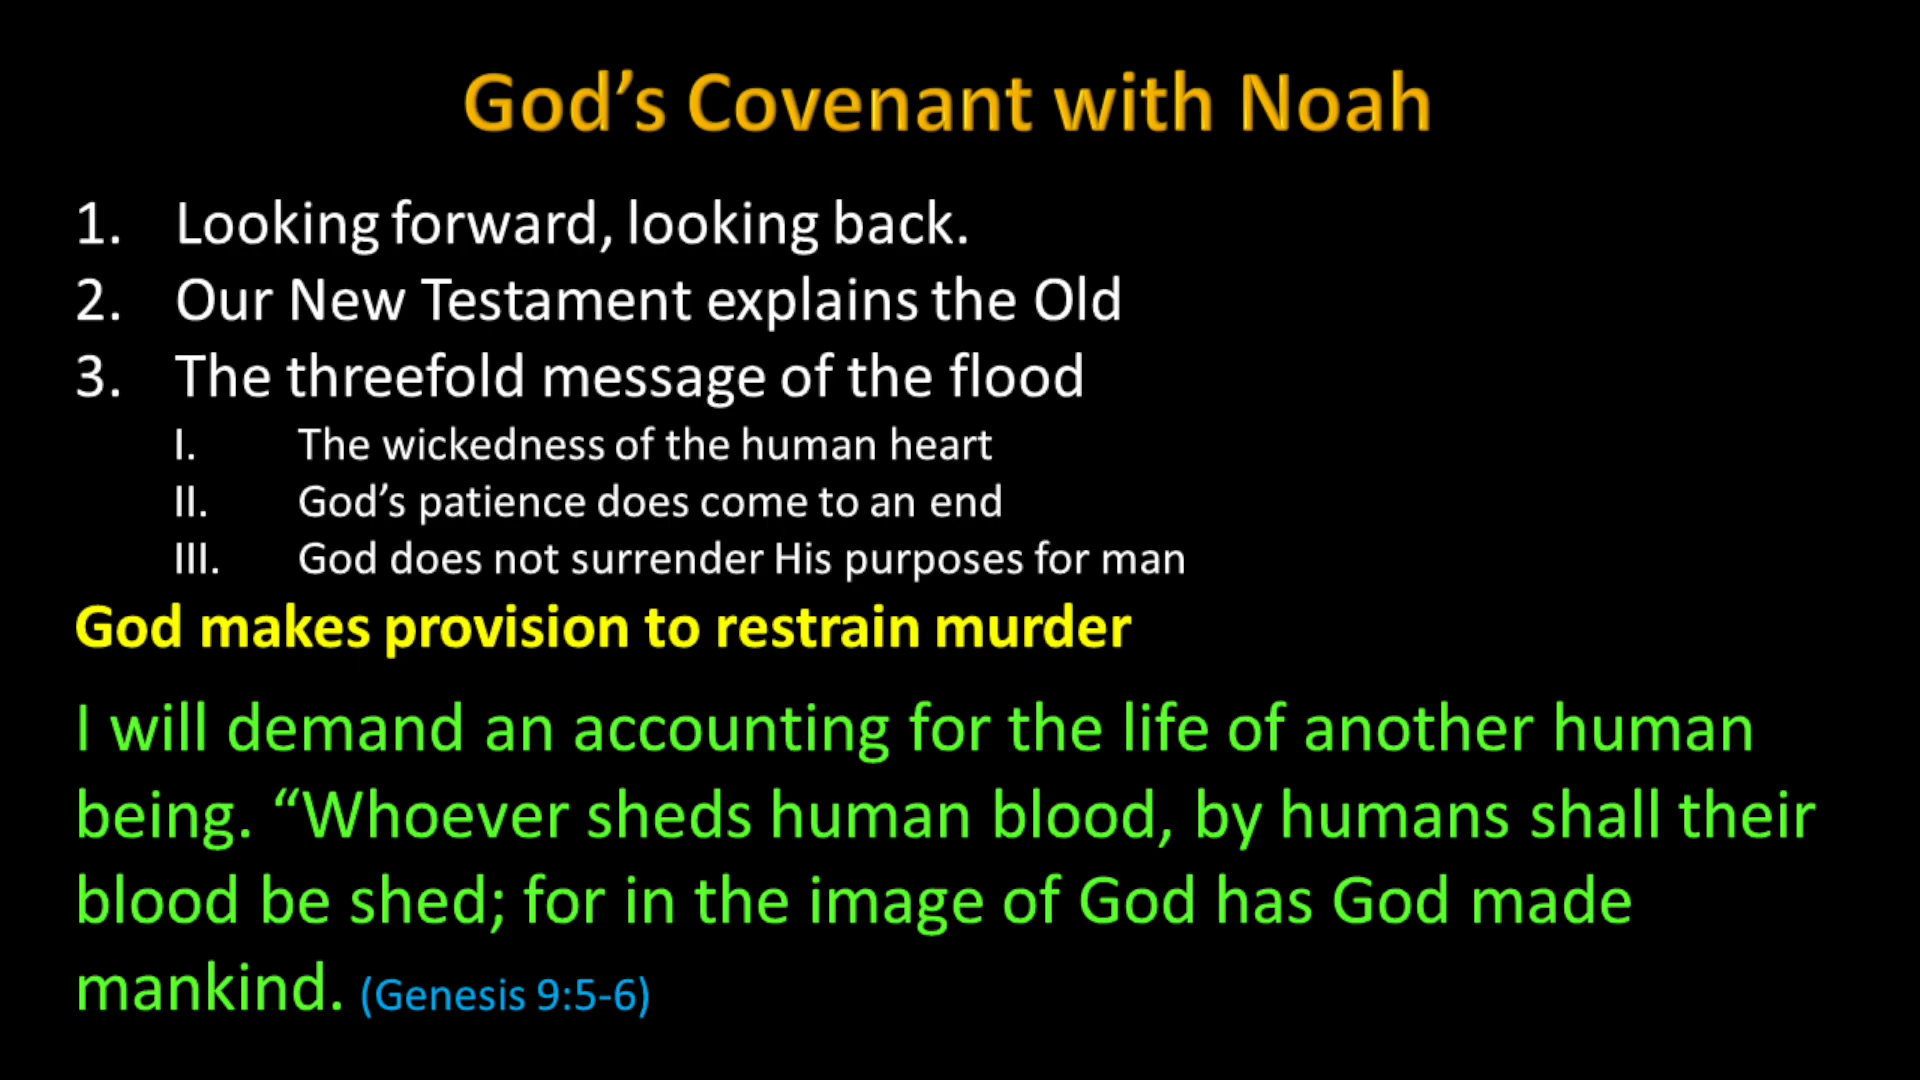 God’s Covenant with Noah
1. Looking forward, looking back.
2. Our New Testament explains the Old
3. The threefold message of the flood
I. The wickedness of the human heart
II. God’s patience does come to an end
III. God does not surrender His purposes for man
God makes provision to restrain murder
I will demand an accounting for the life of another human
being. “Whoever sheds human blood, by humans shall their
blood be shed; for in the image of God has God made
mankind. (Genesis 9:5-6)